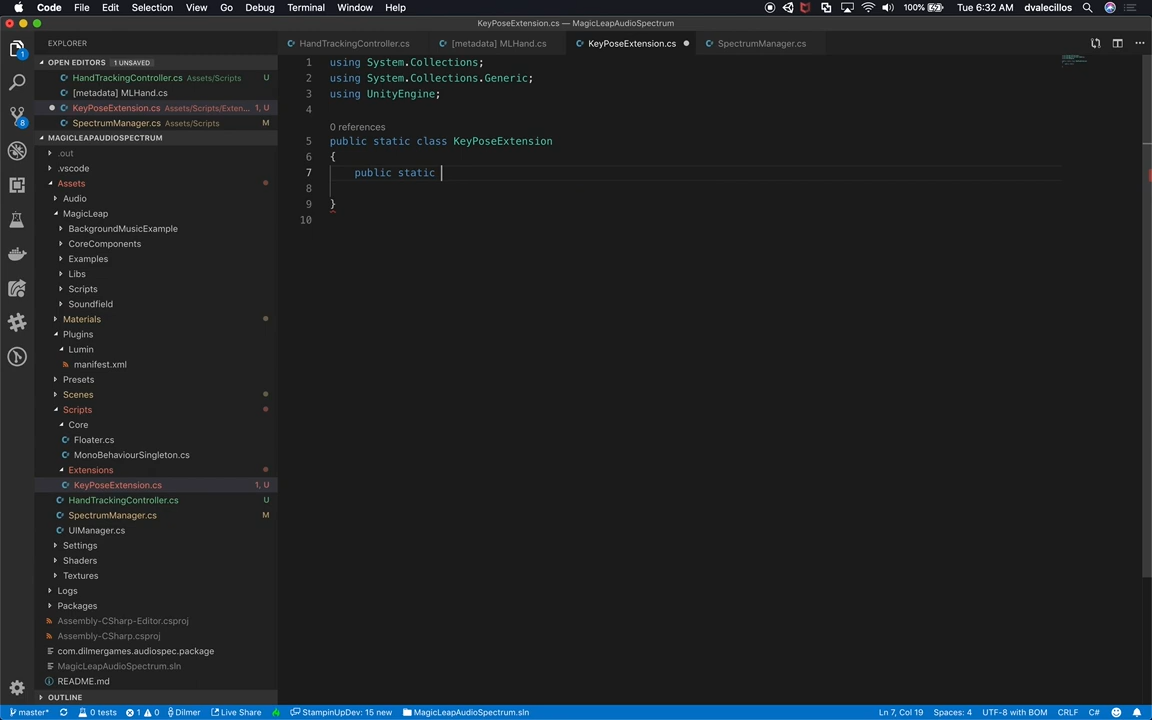 Code File Edit Selection View Go Debug Terminal Window Help 100% Tue 6:32 AM dvalecillos
KeyPoseExtension.cs — MagicLeapAudioSpectrum
EXPLORER
HandTrackingController.cs [metadata] MLHand.cs KeyPoseExtension.cs SpectrumManager.cs
OPEN EDITORS 1 UNSAVED
HandTrackingController.cs Assets/Scripts U
[metadata] MLHand.cs
KeyPoseExtension.cs Assets/Scripts/Exten... 1, U
SpectrumManager.cs Assets/Scripts M
MAGICLEAPAUDIOSPECTRUM
.out
.vscode
Assets
Audio
MagicLeap
BackgroundMusicExample
CoreComponents
Examples
Libs
Scripts
Soundfield
Materials
Plugins
Lumin
manifest.xml
Presets
Scenes
Scripts
Core
Floater.cs
MonoBehaviourSingleton.cs
Extensions
KeyPoseExtension.cs 1, U
HandTrackingController.cs U
SpectrumManager.cs M
UIManager.cs
Settings
Shaders
Textures
Logs
Packages
Assembly-CSharp-Editor.csproj
Assembly-CSharp.csproj
com.dilmergames.audiospec.package
MagicLeapAudioSpectrum.sln
README.md
OUTLINE
1 using System.Collections;
2 using System.Collections.Generic;
3 using UnityEngine;
4
0 references
5 public static class KeyPoseExtension
6 {
7 public static
8
9 }
10
1
8
master* 0 tests 1 0 Dilmer Live Share StampinUpDev: 15 new MagicLeapAudioSpectrum.sln Ln 7, Col 19 Spaces: 4 UTF-8 with BOM CRLF C#